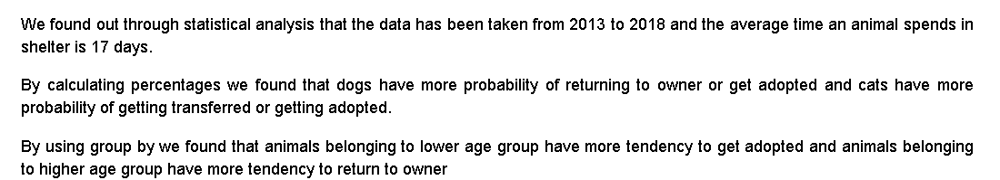 We found out through statistical analysis that the data has been taken from 2013 to 2018 and the average time an animal spends in
shelter is 17 days.
By calculating percentages we found that dogs have more probability of returning to owner or get adopted and cats have more
probability of getting transferred or getting adopted.
By using group by we found that animals belonging to lower age group have more tendency to get adopted and animals belonging
to higher age group have more tendency to return to owner